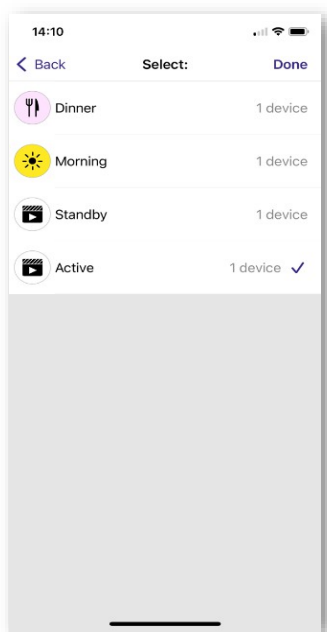 14:10
Back Select: Done
Dinner 1 device
Morning 1 device
Standby 1 device
Active 1 device